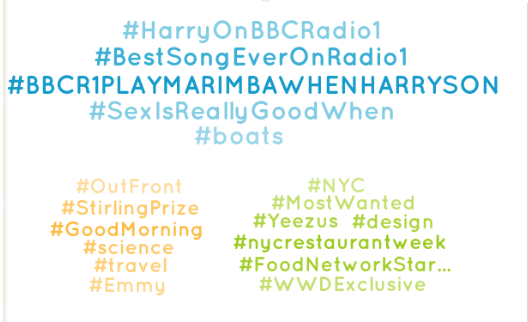 #HarryOnBBCRadio1
#BestSongEverOnRadio1
#BBCR1PLAYMARIMBAWHENHARRYSON
#SexIsReallyGoodWhen
#boats
#OutFront
#StirlingPrize
#GoodMorning
#science
#travel
#Emmy
#NYC
#MostWanted
#Yeezus #design
#nycrestaurantweek
#FoodNetworkStar...
#WWDExclusive